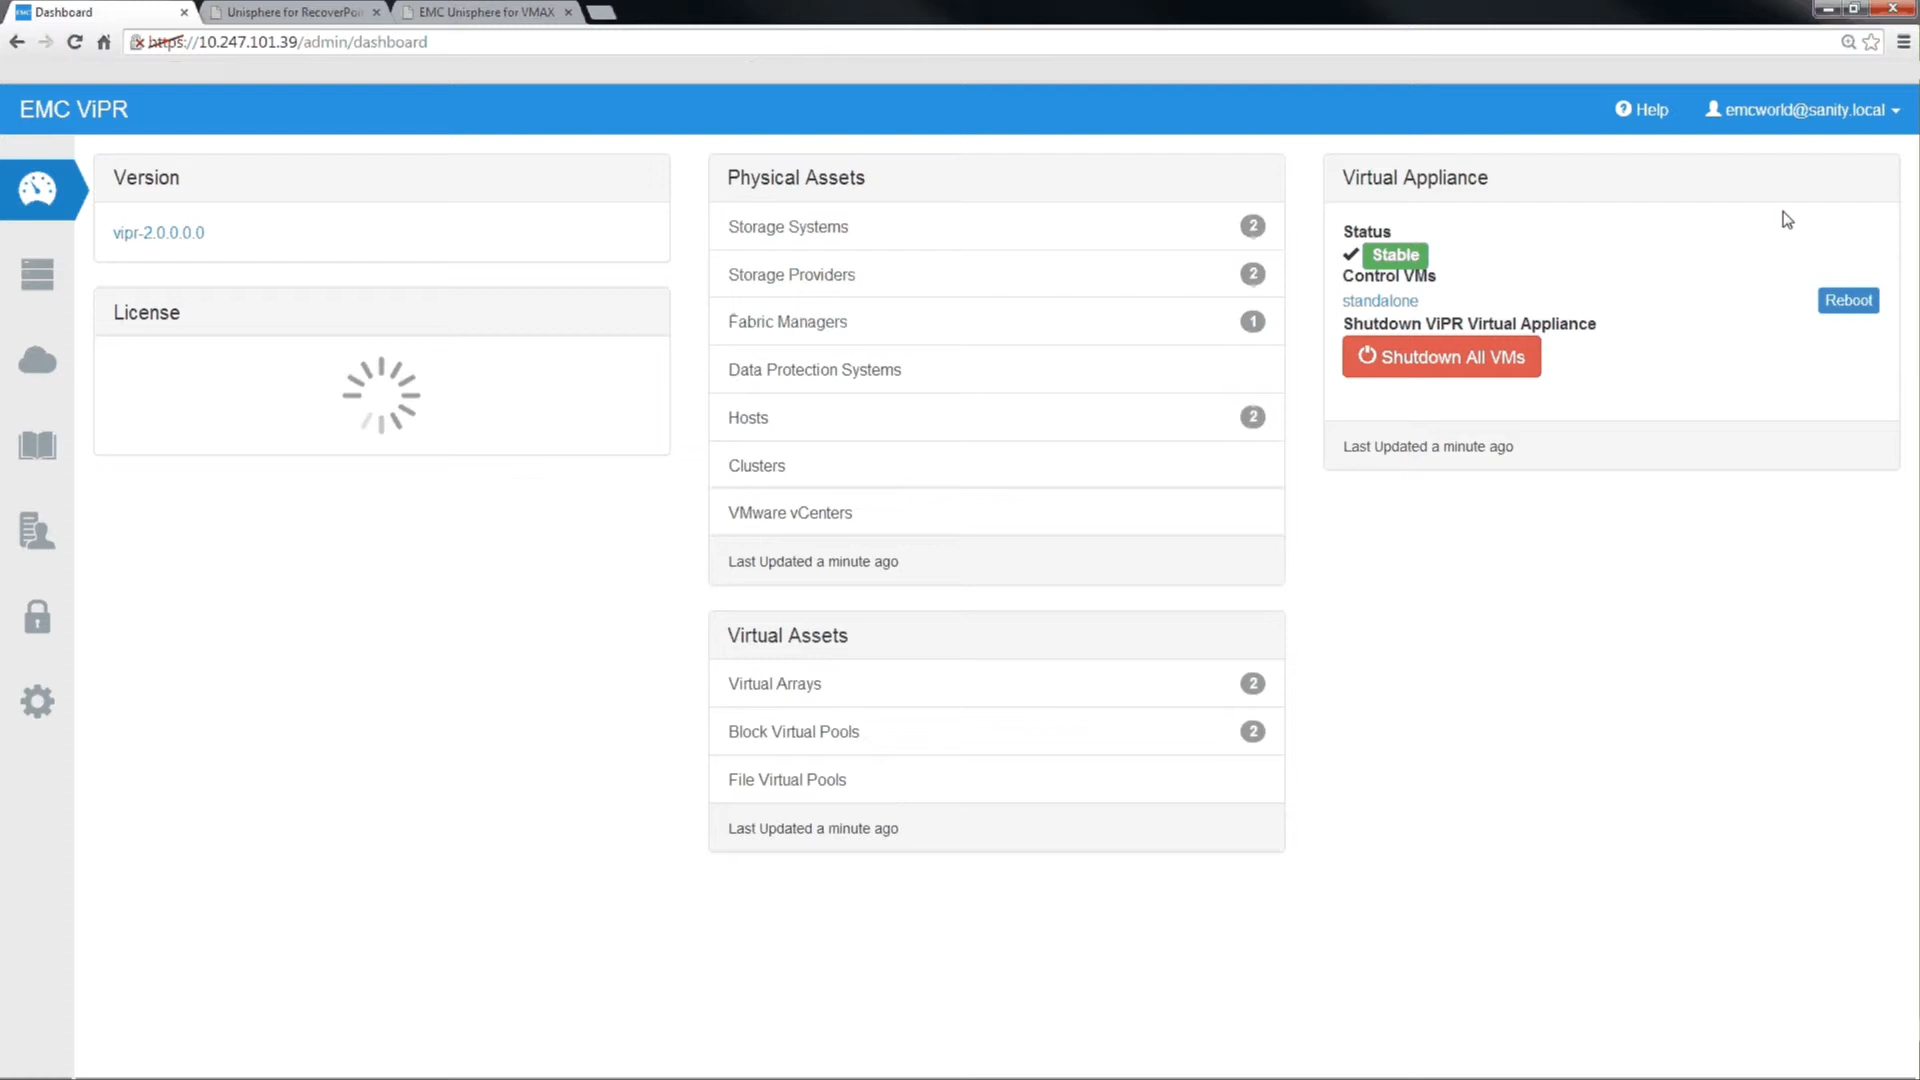 Dashboard
Unisphere for RecoverPoi
EMC Unisphere for VMAX
https://10.247.101.39/admin/dashboard
EMC ViPR
Help
emcworld@sanity.local
Version
vipr-2.0.0.0.0
License
Physical Assets
Storage Systems 2
Storage Providers 2
Fabric Managers 1
Data Protection Systems
Hosts 2
Clusters
VMware vCenters
Last Updated a minute ago
Virtual Assets
Virtual Arrays 2
Block Virtual Pools 2
File Virtual Pools
Last Updated a minute ago
Virtual Appliance
Status
Stable
Control VMs
standalone
Reboot
Shutdown ViPR Virtual Appliance
Shutdown All VMs
Last Updated a minute ago